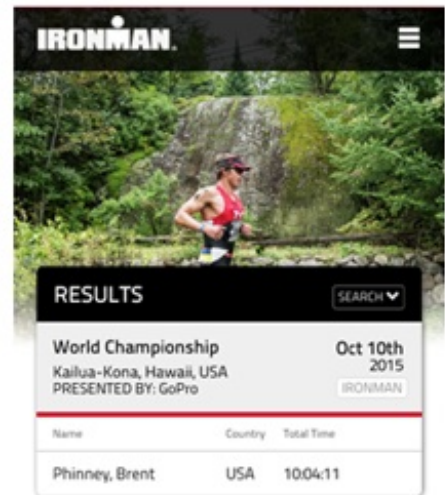 IRONMAN
RESULTS
SEARCH
World Championship
Oct 10th
Kailua-Kona, Hawaii, USA
2015
PRESENTED BY: GoPro
IRONMAN
Name Country Total Time
Phinney, Brent USA 10:04:11